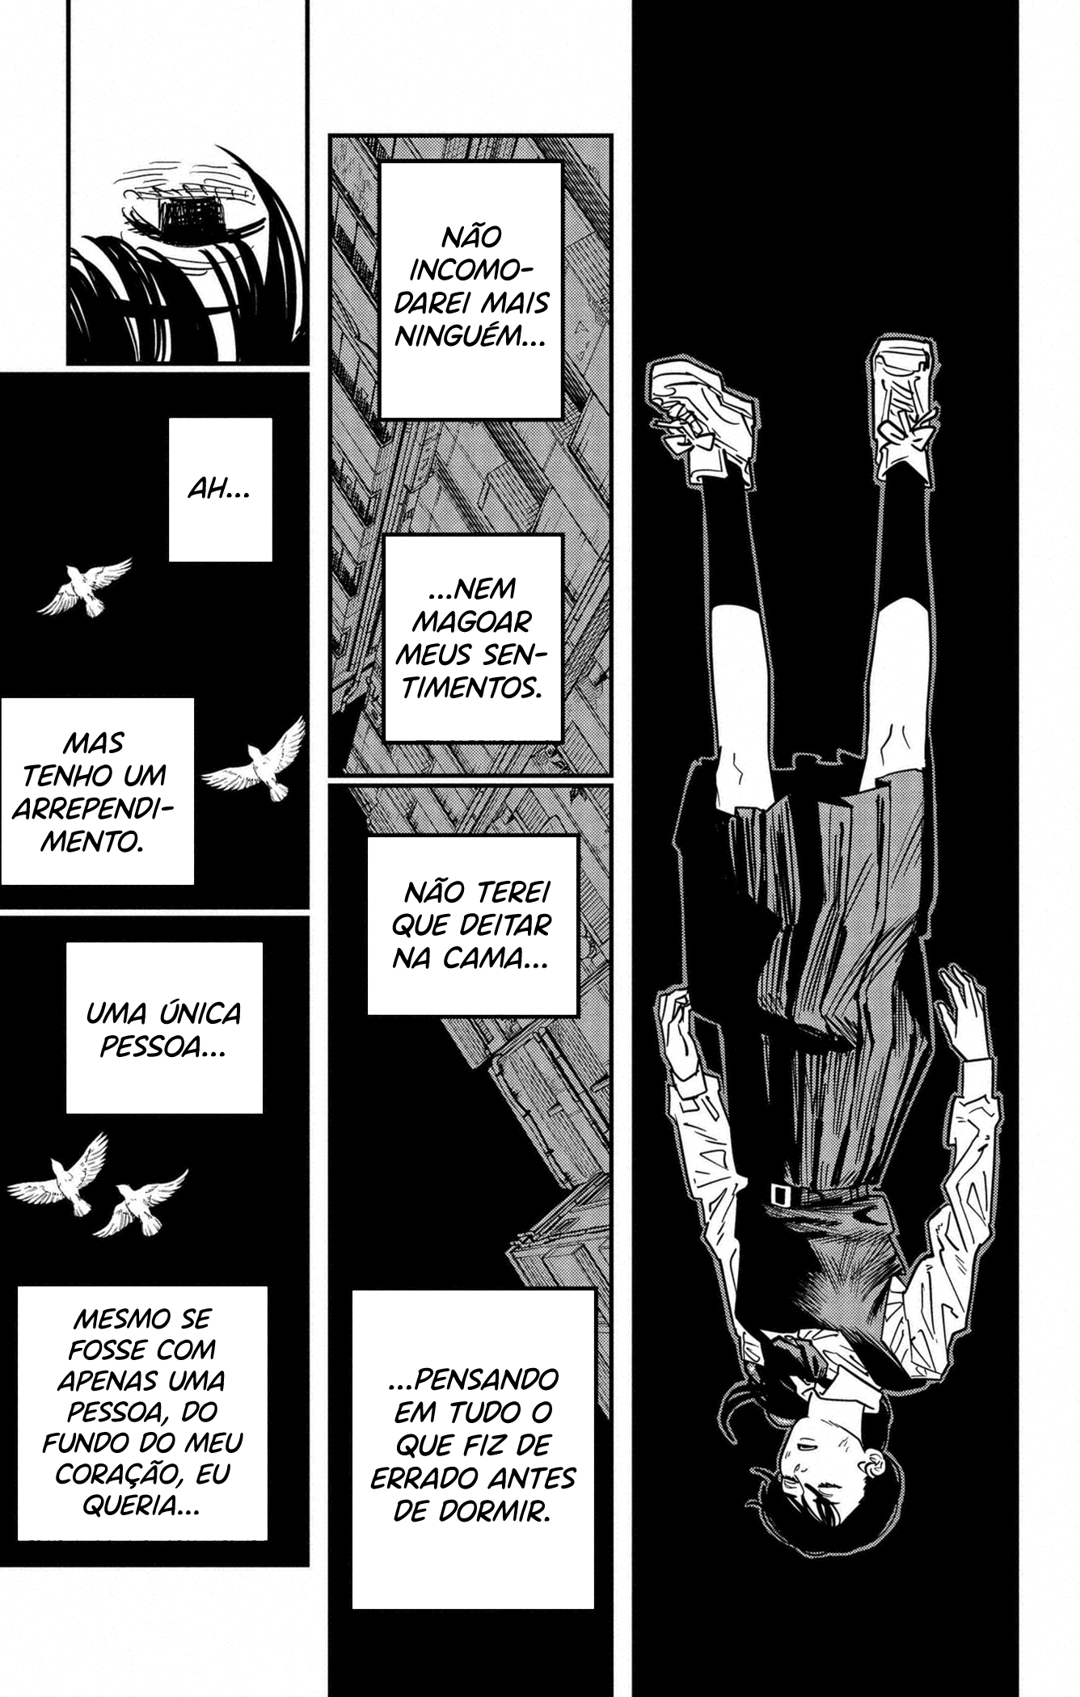 NÃO
INCOMO-
DAREI MAIS
NINGUÉM...
...NEM
MAGOAR
MEUS SEN-
TIMENTOS.
NÃO TEREI
QUE DEITAR
NA CAMA...
...PENSANDO
EM TUDO O
QUE FIZ DE
ERRADO ANTES
DE DORMIR.
AH...
MAS
TENHO UM
ARREPENDI-
MENTO.
UMA ÚNICA
PESSOA...
MESMO SE
FOSSE COM
APENAS UMA
PESSOA, DO
FUNDO DO MEU
CORAÇÃO, EU
QUERIA...